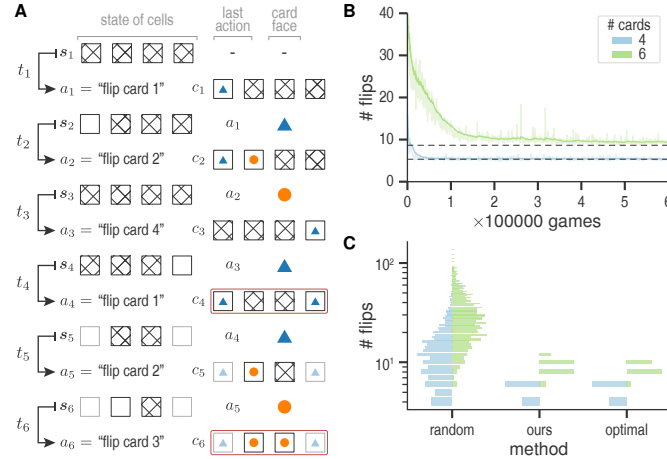 A
state of cells
last action
card face
t1
s1
-
-
a1 = “flip card 1”
c1
t2
s2
a1
a2 = “flip card 2”
c2
t3
s3
a2
a3 = “flip card 4”
c3
t4
s4
a3
a4 = “flip card 1”
c4
t5
s5
a4
a5 = “flip card 2”
c5
t6
s6
a5
a6 = “flip card 3”
c6
B
# cards
4
6
# flips
40
30
20
10
0
0 1 2 3 4 5 6
×100000 games
C
# flips
10²
10¹
random ours optimal
method